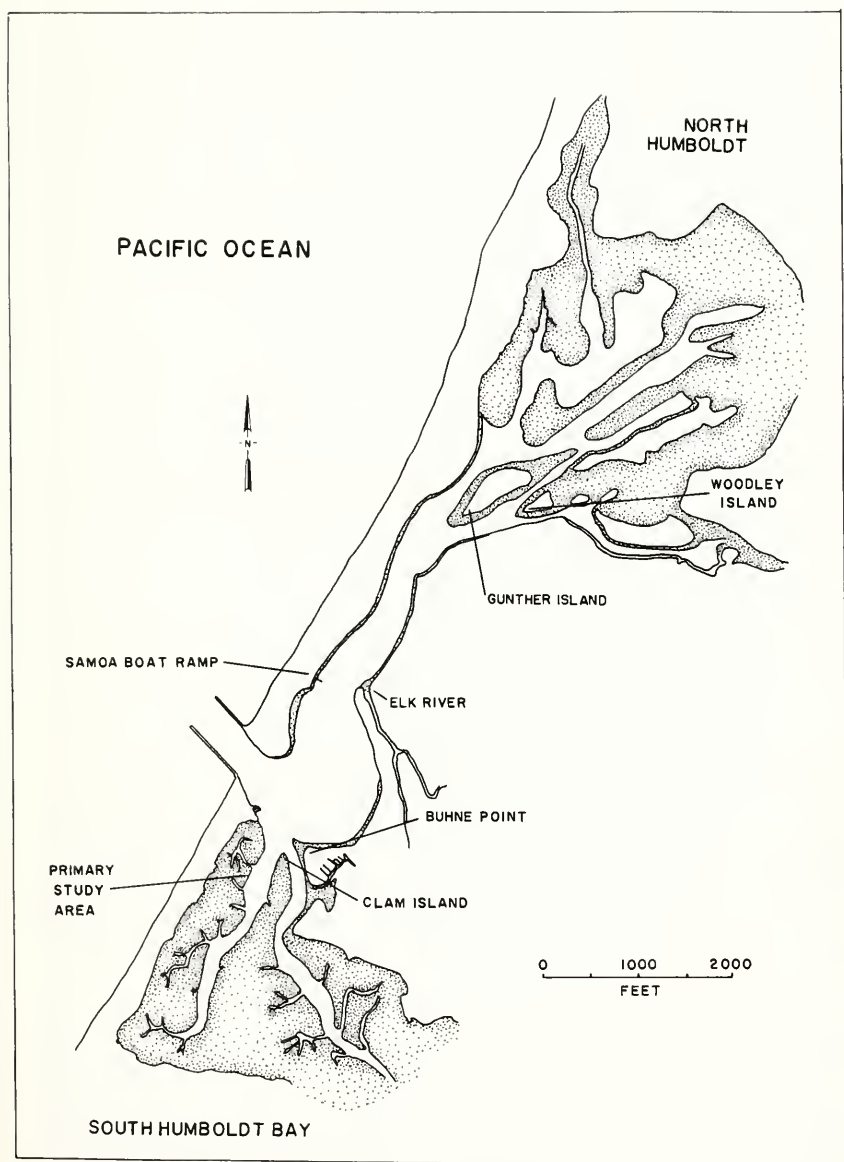 NORTH
HUMBOLDT
PACIFIC OCEAN
-N-
WOODLEY
ISLAND
GUNTHER ISLAND
SAMOA BOAT RAMP
ELK RIVER
BUHNE POINT
PRIMARY
STUDY
AREA
CLAM ISLAND
0 1000 2000
FEET
SOUTH HUMBOLDT BAY